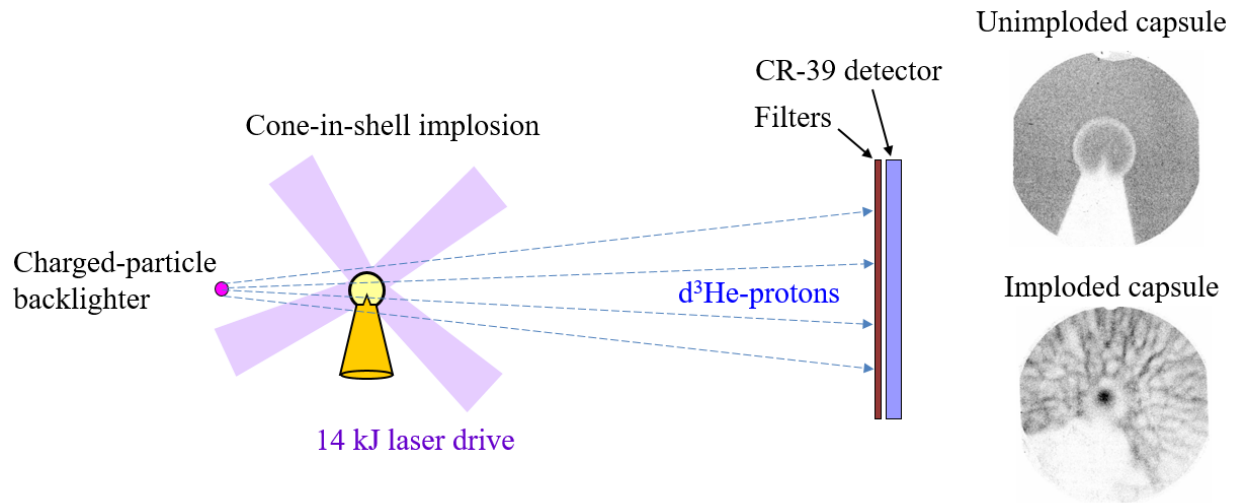 Unimploded capsule
CR-39 detector
Filters
Cone-in-shell implosion
Charged-particle
backlighter
d³He-protons
Imploded capsule
14 kJ laser drive